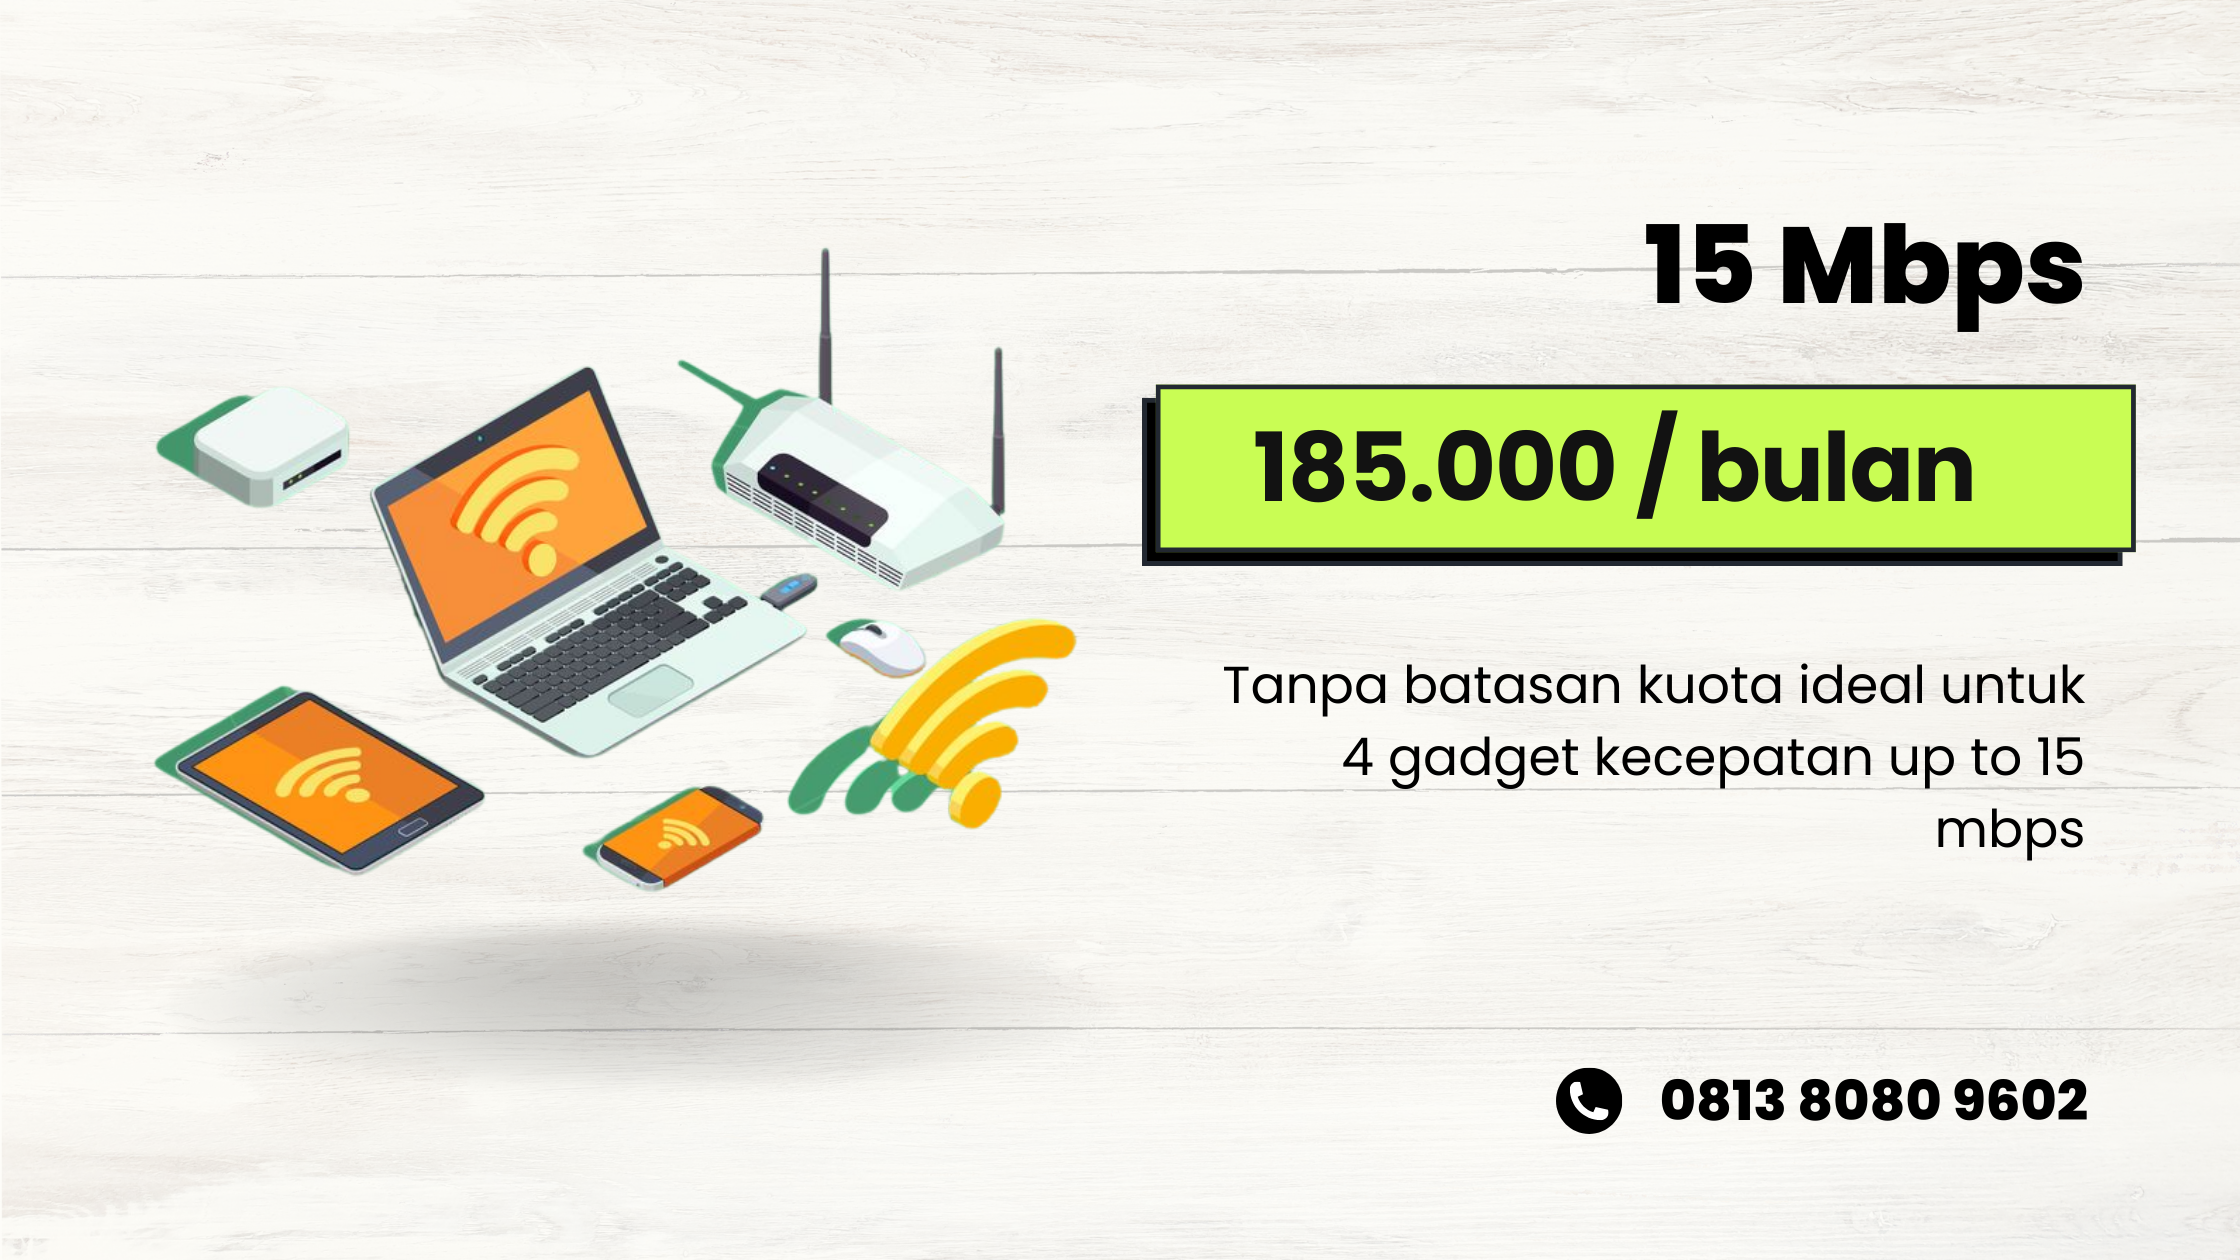 15 Mbps
185.000 / bulan
Tanpa batasan kuota ideal untuk
4 gadget kecepatan up to 15
mbps
0813 8080 9602